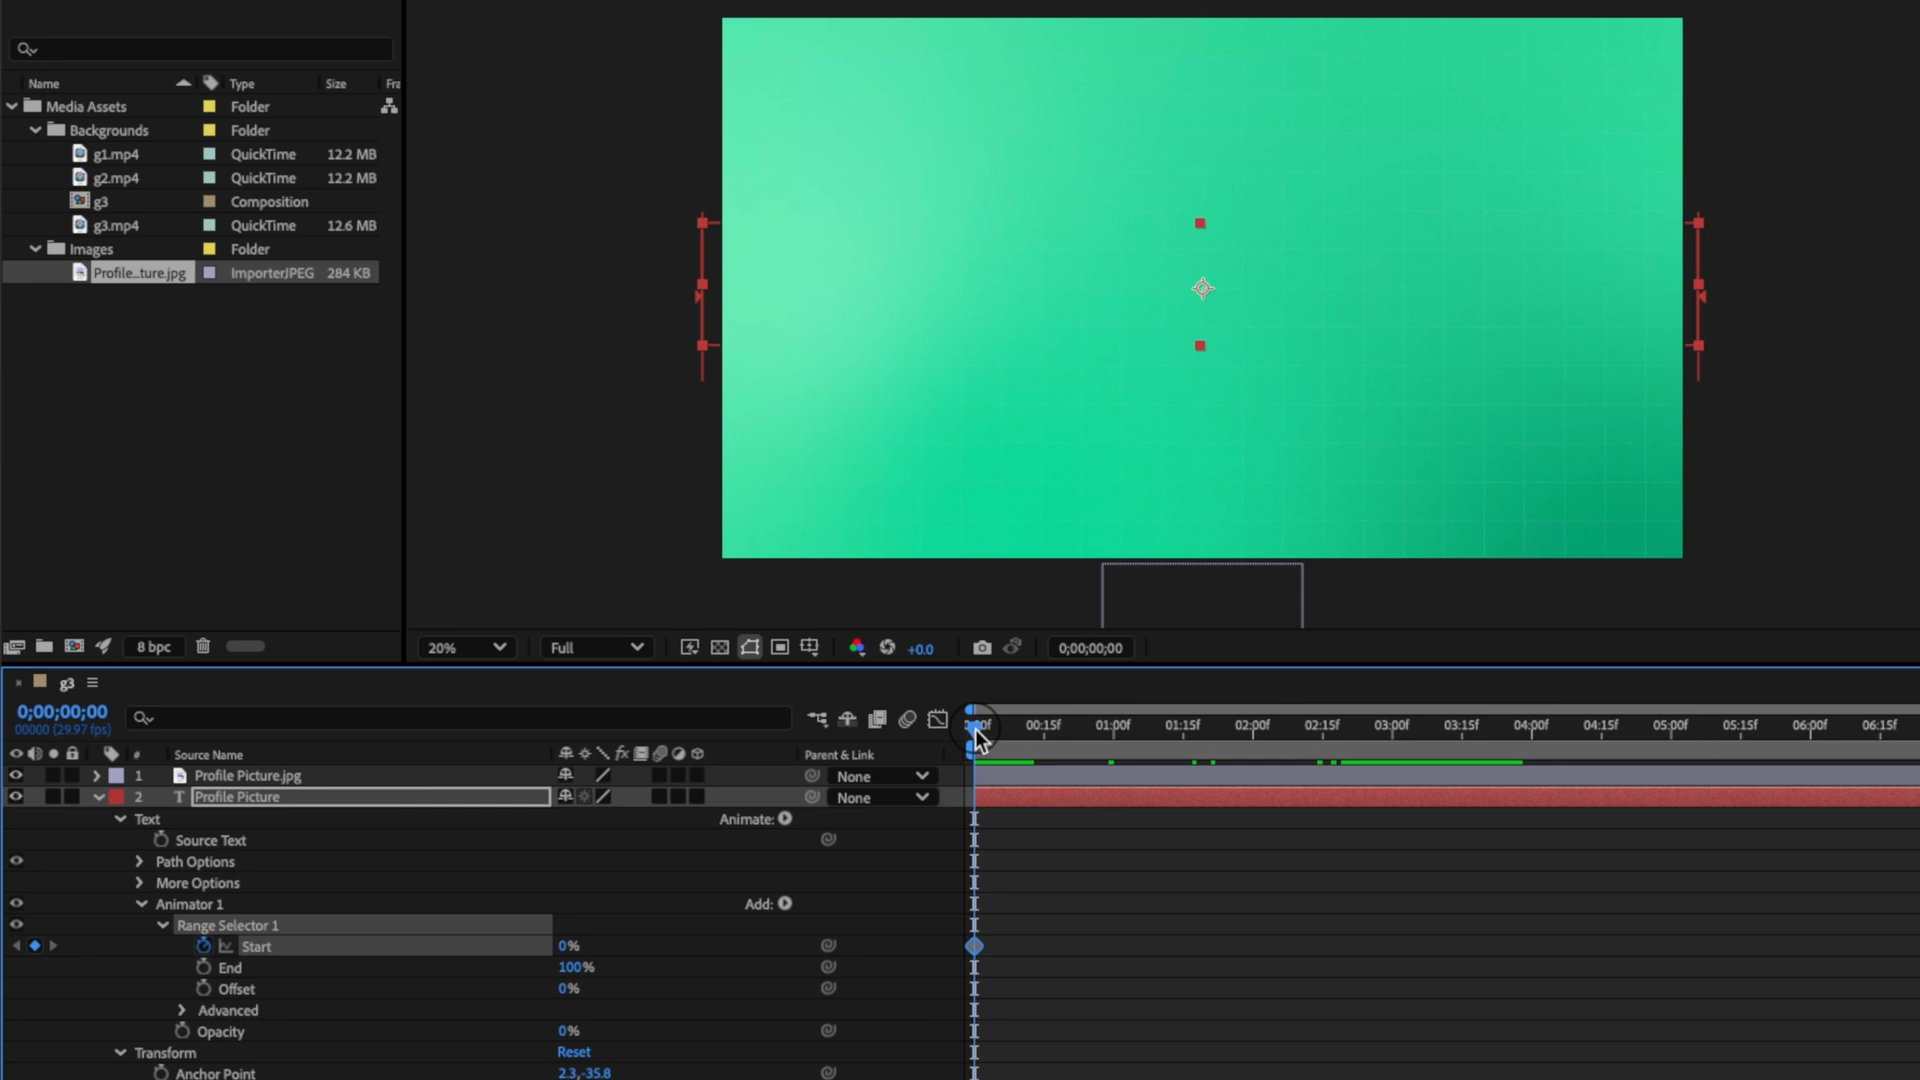 Name Type Size Fra
Media Assets Folder
Backgrounds Folder
g1.mp4 QuickTime 12.2 MB
g2.mp4 QuickTime 12.2 MB
g3 Composition
g3.mp4 QuickTime 12.6 MB
Images Folder
Profile...ture.jpg ImporterJPEG 284 KB
8 bpc 20% Full +0.0 0;00;00;00
g3
0;00;00;00
00000 (29.97 fps)
00:15f 01:00f 01:15f 02:00f 02:15f 03:00f 03:15f 04:00f 04:15f 05:00f 05:15f 06:00f 06:15f
# Source Name fx Parent & Link
1 Profile Picture.jpg None
2 T Profile Picture None
Text Animate:
Source Text
Path Options
More Options
Animator 1 Add:
Range Selector 1
Start 0%
End 100%
Offset 0%
Advanced
Opacity 0%
Transform Reset
Anchor Point 2.3,-35.8